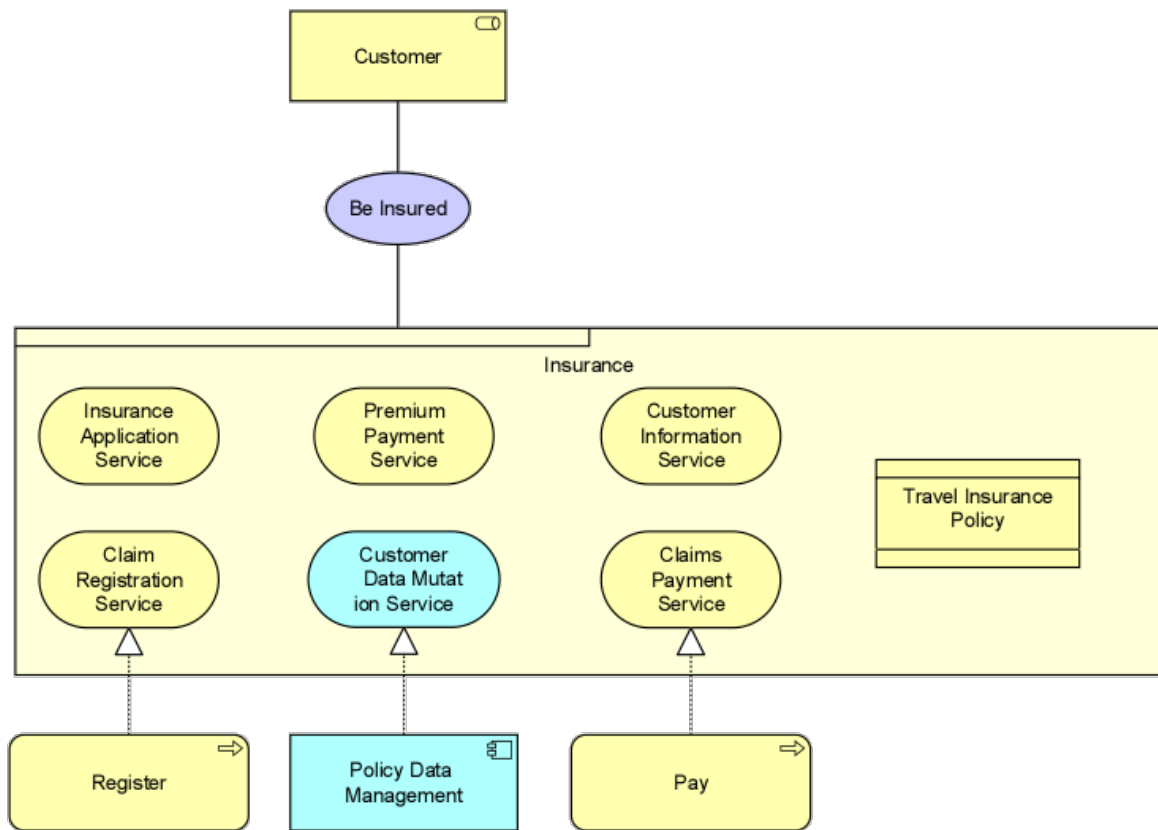 Customer
Be Insured
Insurance
Insurance
Application
Service
Premium
Payment
Service
Customer
Information
Service
Travel Insurance
Policy
Claim
Registration
Service
Customer
Data Mutat
ion Service
Claims
Payment
Service
Register
Policy Data
Management
Pay